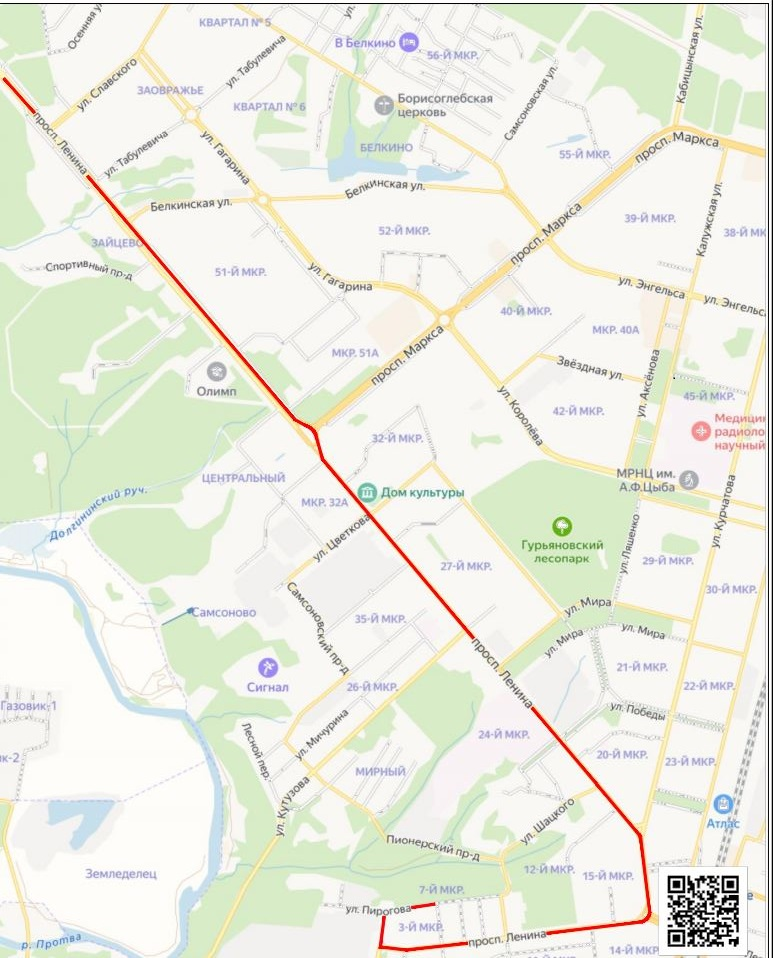 КВАРТАЛ № 5
Осенняя у
ул.
В Белкино
56-Й МКР.
ул. Табулевича
Кабицынская ул.
ул. Славского
ЗАОВРАЖЬЕ
КВАРТАЛ № 6
Борисоглебская
церковь
Самсоновская ул.
просп. Ленина
ул. Табулевича
ул. Гагарина
БЕЛКИНО
55-Й МКР.
просп. Маркса
Белкинская ул.
Белкинская ул.
52-Й МКР.
просп. Маркса
39-Й МКР.
Калужская ул.
38-Й МК
ЗАЙЦЕВО
Спортивный пр-д
51-Й МКР.
ул. Гагарина
ул. Энгельса
ул. Энгельс
40-Й МКР.
МКР. 40А
МКР. 51А
просп. Маркса
Звёздная ул.
ул. Аксёнова
Олимп
ул. Королёва
42-Й МКР.
45-Й МКР.
Медицин
радиоло
научный
32-Й МКР.
ЦЕНТРАЛЬНЫЙ
МРНЦ им.
А.Ф.Цыба
Долгининский руч.
МКР. 32А
Дом культуры
ул. Курчатова
ул. Цветкова
Гурьяновский
лесопарк
ул. Ляшенко
27-Й МКР.
29-Й МКР.
30-Й МКР.
Самсоново
Самсоновский пр-д
35-Й МКР.
ул. Мира
ул. Мира
ул. Мира
просп. Ленина
Сигнал
26-Й МКР.
21-Й МКР.
22-Й МКР.
Газовик-1
ул. Победы
Лесной пер.
ул. Мичурина
24-Й МКР.
ик-2
20-Й МКР.
23-Й МКР.
МИРНЫЙ
ул. Кутузова
Атлас
ул. Шацкого
Пионерский пр-д
Земледелец
12-Й МКР.
15-Й МКР.
7-Й МКР.
ул. Пирогова
3-Й МКР.
р. Протва
просп. Ленина
14-Й МКР.